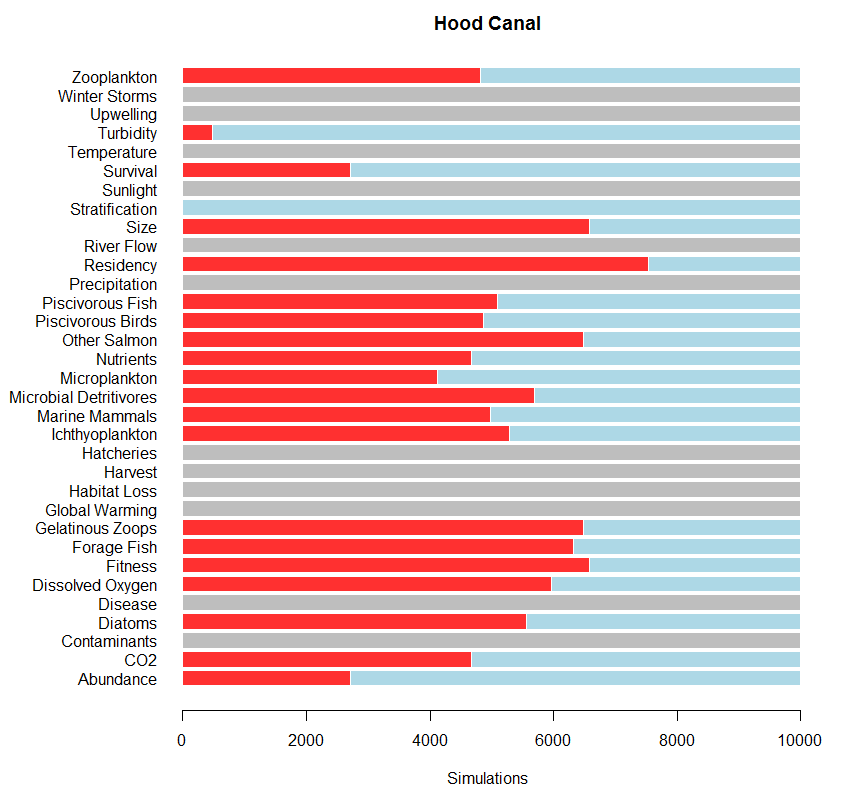 Hood Canal
Zooplankton
Winter Storms
Upwelling
Turbidity
Temperature
Survival
Sunlight
Stratification
Size
River Flow
Residency
Precipitation
Piscivorous Fish
Piscivorous Birds
Other Salmon
Nutrients
Microplankton
Microbial Detritivores
Marine Mammals
Ichthyoplankton
Hatcheries
Harvest
Habitat Loss
Global Warming
Gelatinous Zoops
Forage Fish
Fitness
Dissolved Oxygen
Disease
Diatoms
Contaminants
CO2
Abundance
0 2000 4000 6000 8000 10000
Simulations